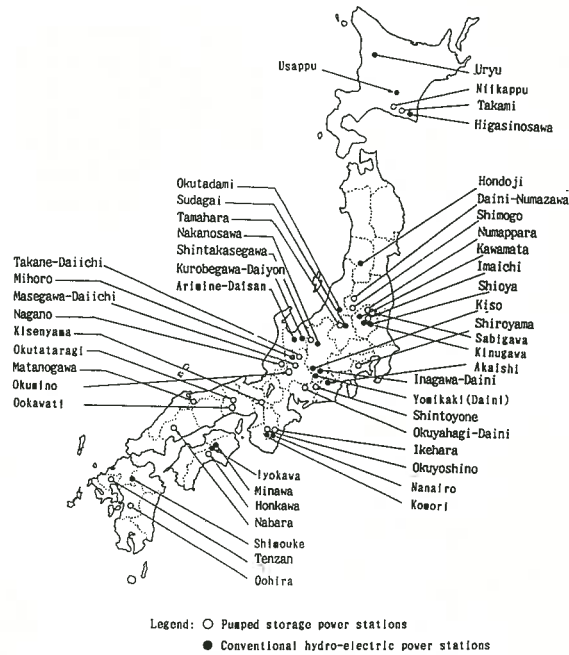 Usappu
Uryu
Niikappu
Takami
Higasinosawa
Okutadami
Sudagai
Tamahara
Nakanosawa
Shintakasegawa
Kurobegawa-Daiyon
Arimine-Daisan
Takane-Daiichi
Mihoro
Masegawa-Daiichi
Nagano
Kisenyama
Okutataragi
Matanogawa
Okumino
Ookawati
Hondoji
Daini-Numazawa
Shimogo
Numappara
Kawamata
Imaichi
Shioya
Kiso
Shiroyama
Sabigawa
Kinugawa
Akaishi
Inagawa-Daini
Yomikaki(Daini)
Shintoyone
Okuyahagi-Daini
Ikehara
Okuyoshino
Nanairo
Komori
Iyokawa
Minawa
Honkawa
Nabara
Shimouke
Tenzan
Oohira
Legend: ○ Pumped storage power stations
● Conventional hydro-electric power stations